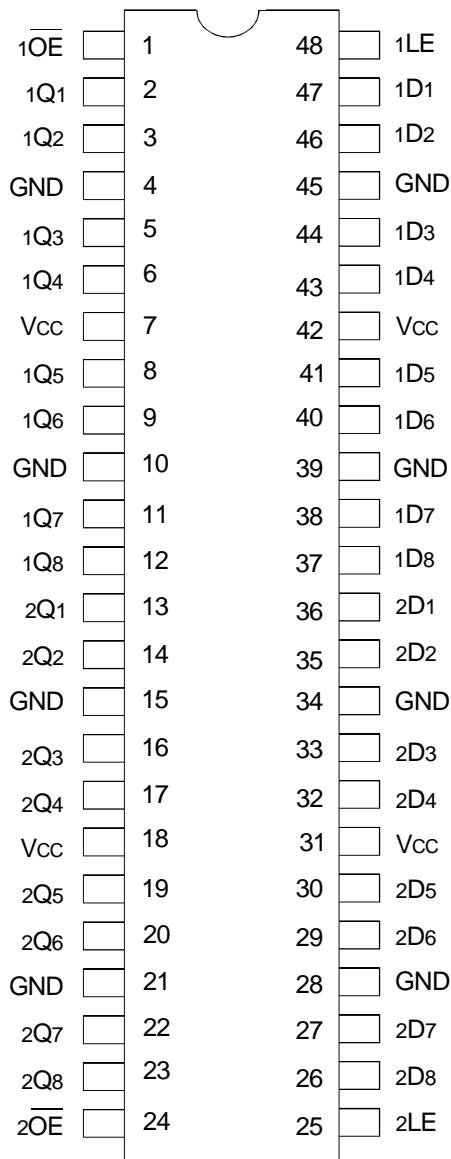 1O̅E̅ 1 48 1LE
1Q1 2 47 1D1
1Q2 3 46 1D2
GND 4 45 GND
1Q3 5 44 1D3
1Q4 6 43 1D4
VCC 7 42 VCC
1Q5 8 41 1D5
1Q6 9 40 1D6
GND 10 39 GND
1Q7 11 38 1D7
1Q8 12 37 1D8
2Q1 13 36 2D1
2Q2 14 35 2D2
GND 15 34 GND
2Q3 16 33 2D3
2Q4 17 32 2D4
VCC 18 31 VCC
2Q5 19 30 2D5
2Q6 20 29 2D6
GND 21 28 GND
2Q7 22 27 2D7
2Q8 23 26 2D8
2O̅E̅ 24 25 2LE